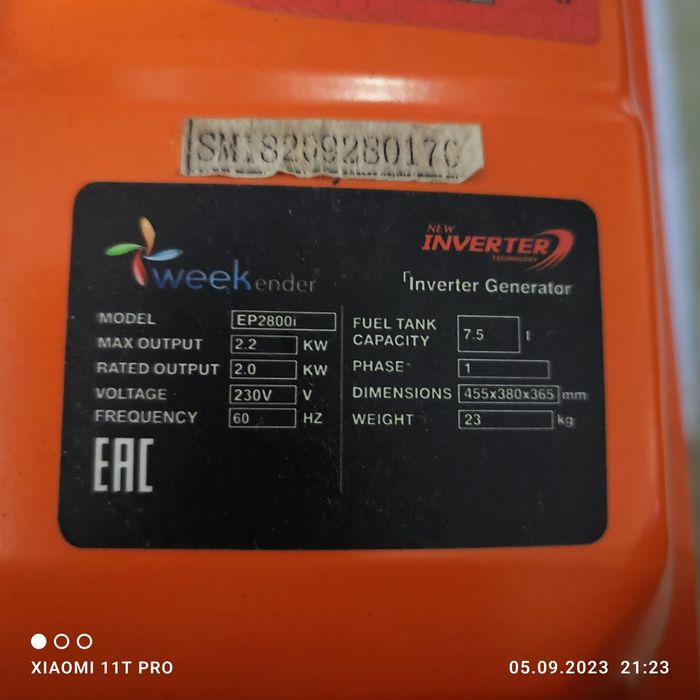 SM1820928017C
weekender
NEW
INVERTER
TECHNOLOGY
Inverter Generator
MODEL EP2800i
MAX OUTPUT 2.2 KW
RATED OUTPUT 2.0 KW
VOLTAGE 230V V
FREQUENCY 60 HZ
EAC
FUEL TANK
CAPACITY 7.5 l
PHASE 1
DIMENSIONS 455x380x365 mm
WEIGHT 23 kg
XIAOMI 11T PRO
05.09.2023 21:23